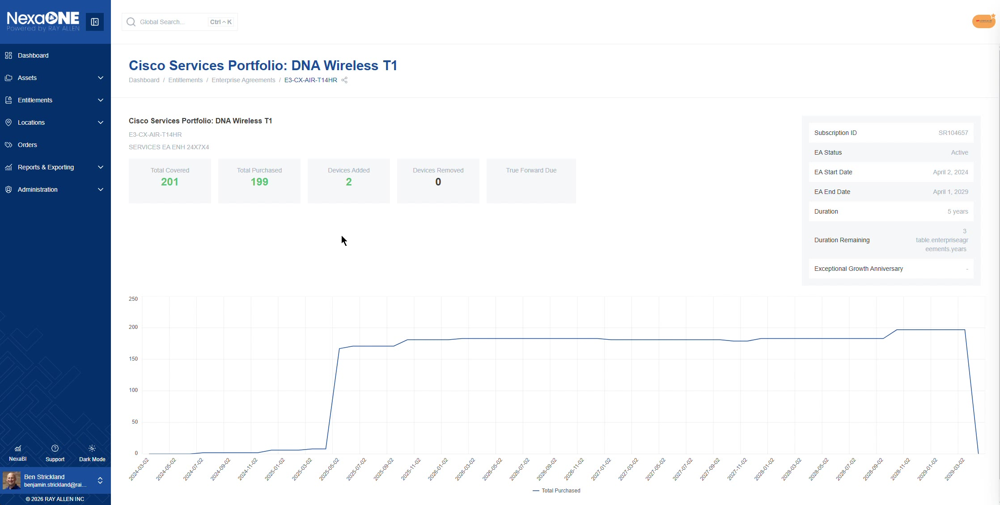 NexaONE
Powered by RAY ALLEN
Global Search...
Ctrl ^ K
Dashboard
Assets
Entitlements
Locations
Orders
Reports & Exporting
Administration
NexaBI
Support
Dark Mode
Ben Strickland
benjamin.strickland@rai...
© 2026 RAY ALLEN INC
Cisco Services Portfolio: DNA Wireless T1
Dashboard / Entitlements / Enterprise Agreements / E3-CX-AIR-T14HR
Cisco Services Portfolio: DNA Wireless T1
E3-CX-AIR-T14HR
SERVICES EA ENH 24X7X4
Total Covered
201
Total Purchased
199
Devices Added
2
Devices Removed
0
True Forward Due
Subscription ID SR104657
EA Status Active
EA Start Date April 2, 2024
EA End Date April 1, 2029
Duration 5 years
Duration Remaining 3
table.enterpriseagr
eements.years
Exceptional Growth Anniversary -
250
200
150
100
50
0
2024-03-02
2024-05-02
2024-07-02
2024-09-02
2024-11-02
2025-01-02
2025-03-02
2025-05-02
2025-07-02
2025-09-02
2025-11-02
2026-01-02
2026-03-02
2026-05-02
2026-07-02
2026-09-02
2026-11-02
2027-01-02
2027-03-02
2027-05-02
2027-07-02
2027-09-02
2027-11-02
2028-01-02
2028-03-02
2028-05-02
2028-07-02
2028-09-02
2028-11-02
2029-01-02
2029-03-02
Total Purchased